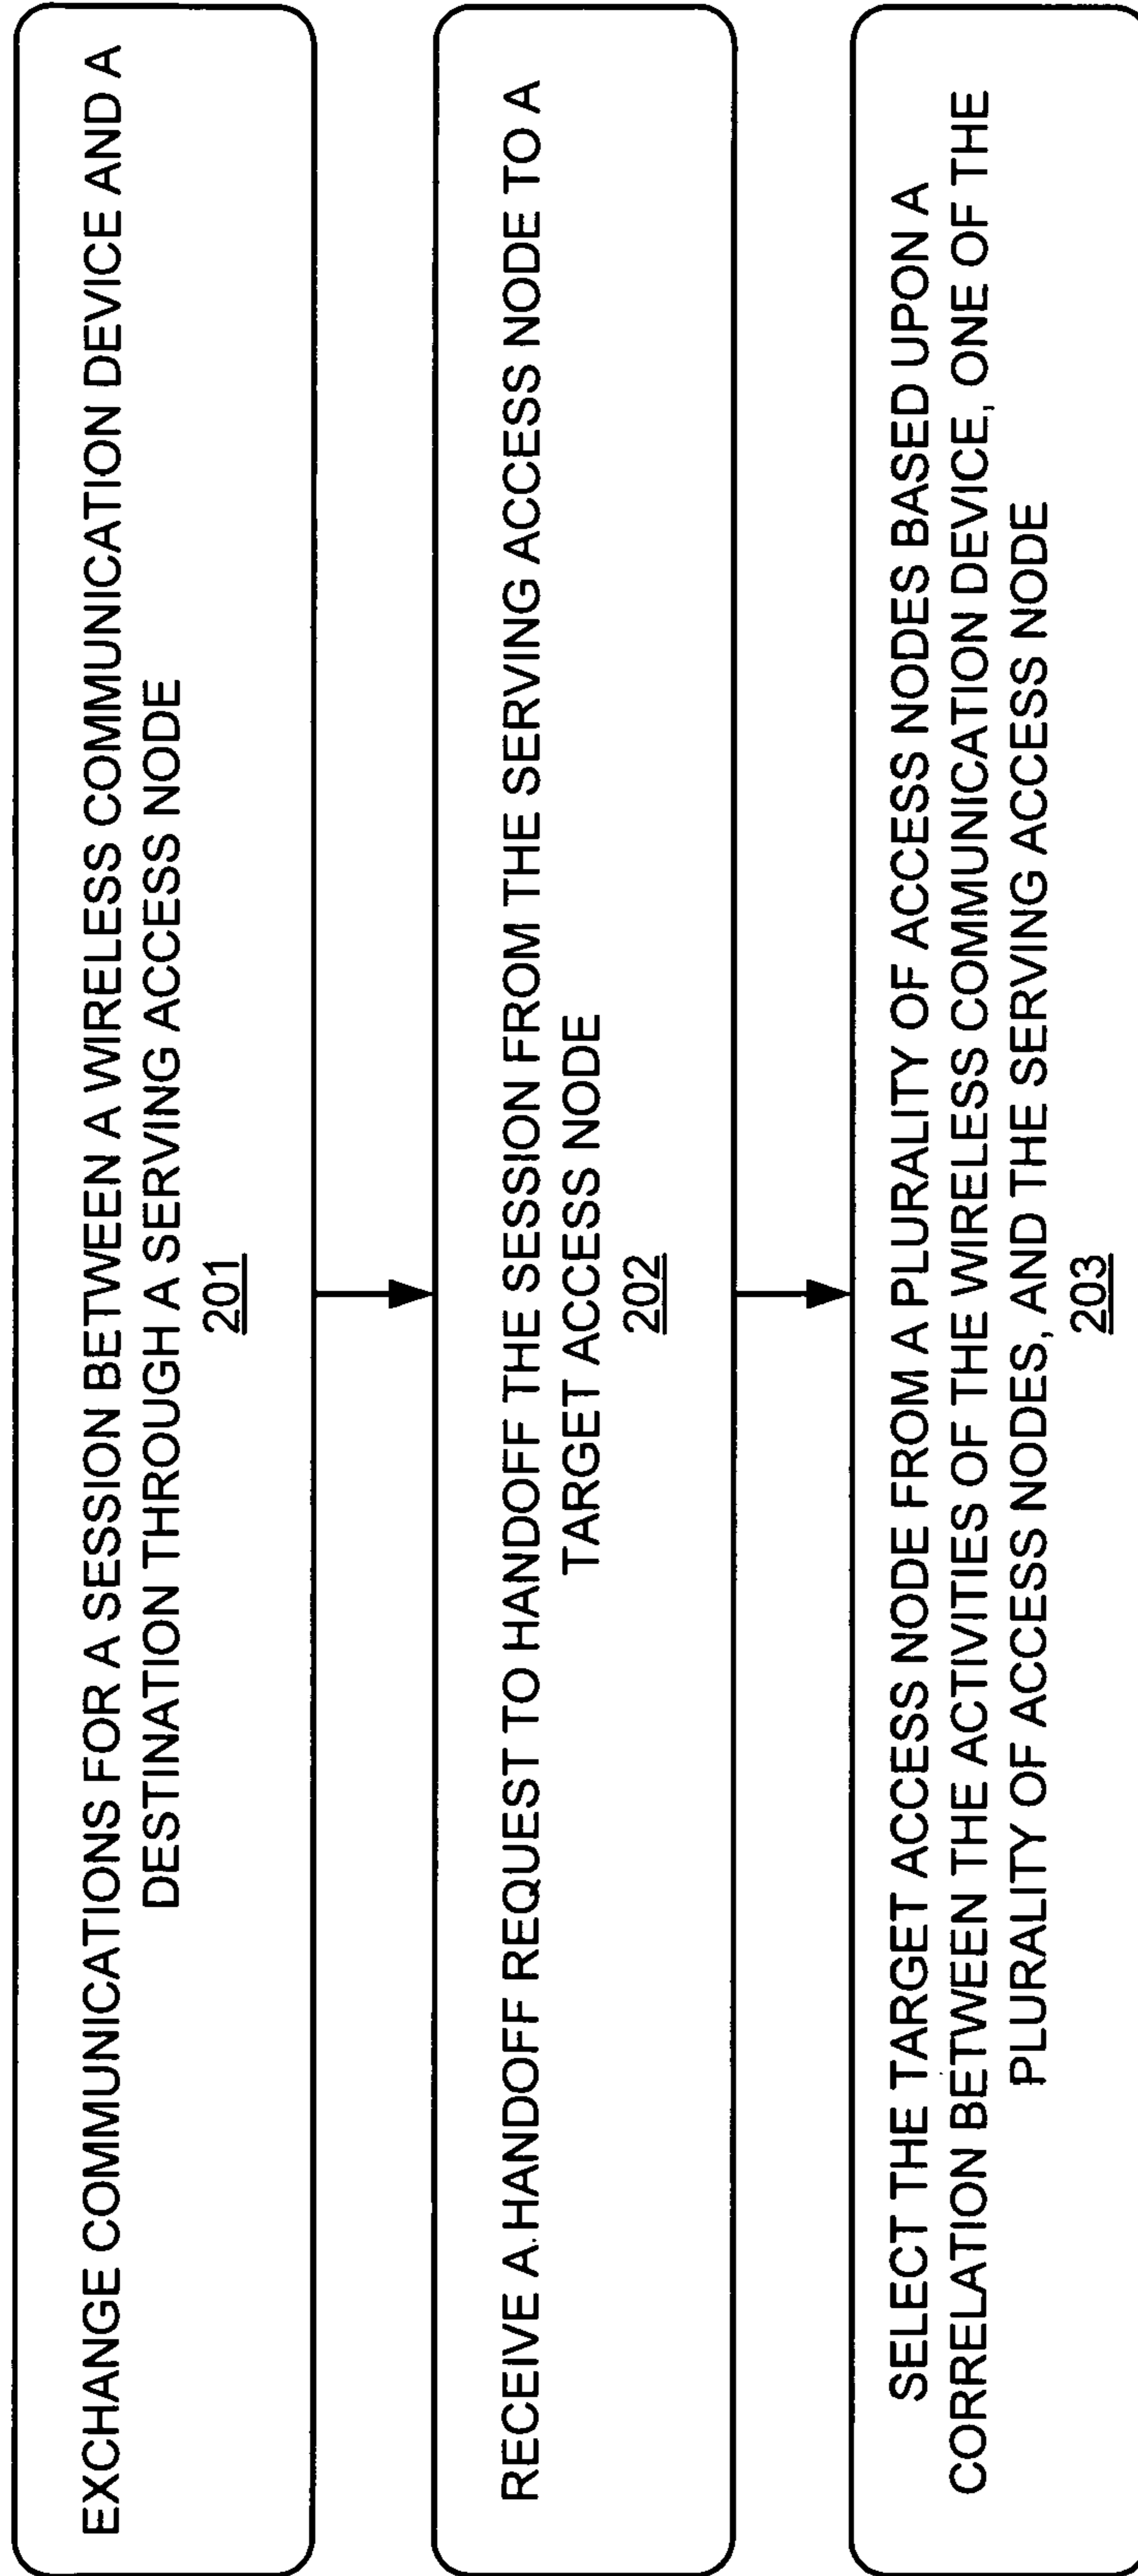 EXCHANGE COMMUNICATIONS FOR A SESSION BETWEEN A WIRELESS COMMUNICATION DEVICE AND A
DESTINATION THROUGH A SERVING ACCESS NODE
201
RECEIVE A HANDOFF REQUEST TO HANDOFF THE SESSION FROM THE SERVING ACCESS NODE TO A
TARGET ACCESS NODE
202
SELECT THE TARGET ACCESS NODE FROM A PLURALITY OF ACCESS NODES BASED UPON A
CORRELATION BETWEEN THE ACTIVITIES OF THE WIRELESS COMMUNICATION DEVICE, ONE OF THE
PLURALITY OF ACCESS NODES, AND THE SERVING ACCESS NODE
203